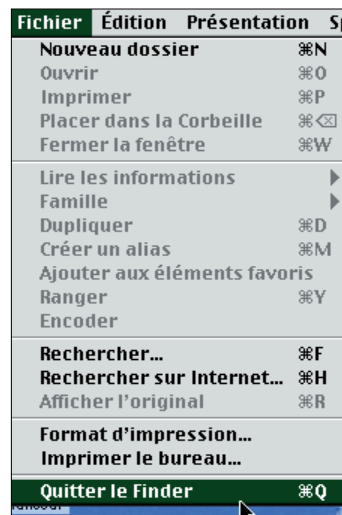 Fichier Édition Présentation
Nouveau dossier ⌘N
Ouvrir ⌘O
Imprimer ⌘P
Placer dans la Corbeille ⌘⌫
Fermer la fenêtre ⌘W
Lire les informations ▶
Famille ▶
Dupliquer ⌘D
Créer un alias ⌘M
Ajouter aux éléments favoris
Ranger ⌘Y
Encoder
Rechercher... ⌘F
Rechercher sur Internet... ⌘H
Afficher l'original ⌘R
Format d'impression...
Imprimer le bureau...
Quitter le Finder ⌘Q